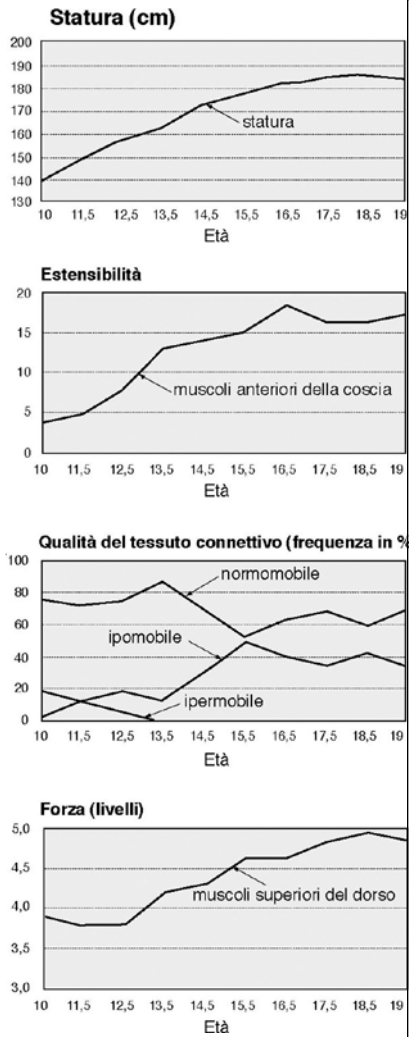 Statura (cm)
200
190
180
170
160
150
140
130
statura
10 11,5 12,5 13,5 14,5 15,5 16,5 17,5 18,5 19
Età
Estensibilità
20
15
10
5
0
muscoli anteriori della coscia
10 11,5 12,5 13,5 14,5 15,5 16,5 17,5 18,5 19
Età
Qualità del tessuto connettivo (frequenza in %
100
80
60
40
20
0
normomobile
ipomobile
ipermobile
10 11,5 12,5 13,5 14,5 15,5 16,5 17,5 18,5 19
Età
Forza (livelli)
5,0
4,5
4,0
3,5
3,0
muscoli superiori del dorso
10 11,5 12,5 13,5 14,5 15,5 16,5 17,5 18,5 19
Età